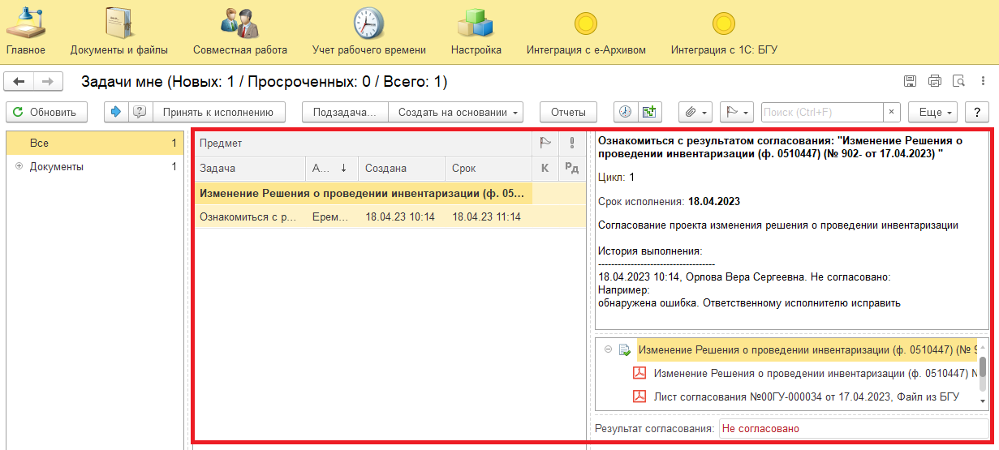 Главное
Документы и файлы
Совместная работа
Учет рабочего времени
Настройка
Интеграция с е-Архивом
Интеграция с 1С: БГУ
Задачи мне (Новых: 1 / Просроченных: 0 / Всего: 1)
Обновить
Принять к исполнению
Подзадача...
Создать на основании
Отчеты
Поиск (Ctrl+F)
×
Еще
?
Все 1
Документы 1
Предмет
Задача А... ↓ Создана Срок К Рд
Изменение Решения о проведении инвентаризации (ф. 05...
Ознакомиться с р... Ерем... 18.04.23 10:14 18.04.23 11:14
Ознакомиться с результатом согласования: "Изменение Решения о
проведении инвентаризации (ф. 0510447) (№ 902- от 17.04.2023) "
Цикл: 1
Срок исполнения: 18.04.2023
Согласование проекта изменения решения о проведении инвентаризации
История выполнения:
------------------------------------
18.04.2023 10:14, Орлова Вера Сергеевна. Не согласовано:
Например:
обнаружена ошибка. Ответственному исполнителю исправить
Изменение Решения о проведении инвентаризации (ф. 0510447) (№ 9
Изменение Решения о проведении инвентаризации (ф. 0510447) N
Лист согласования №00ГУ-000034 от 17.04.2023, Файл из БГУ
Результат согласования: Не согласовано